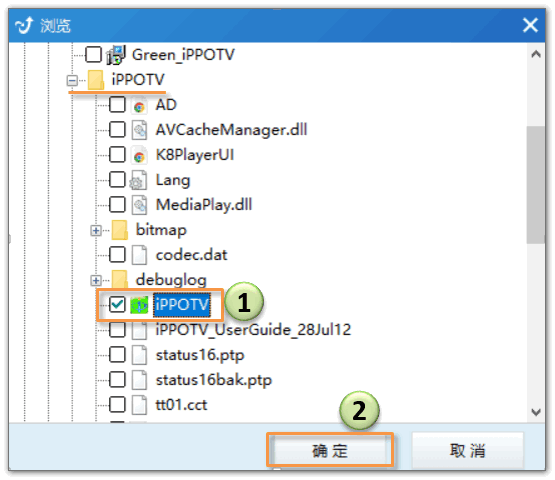 浏览
Green_iPPOTV
iPPOTV
AD
AVCacheManager.dll
K8PlayerUI
Lang
MediaPlay.dll
bitmap
codec.dat
debuglog
iPPOTV 1
iPPOTV_UserGuide_28Jul12
status16.ptp
status16bak.ptp
tt01.cct
2
确定 取消